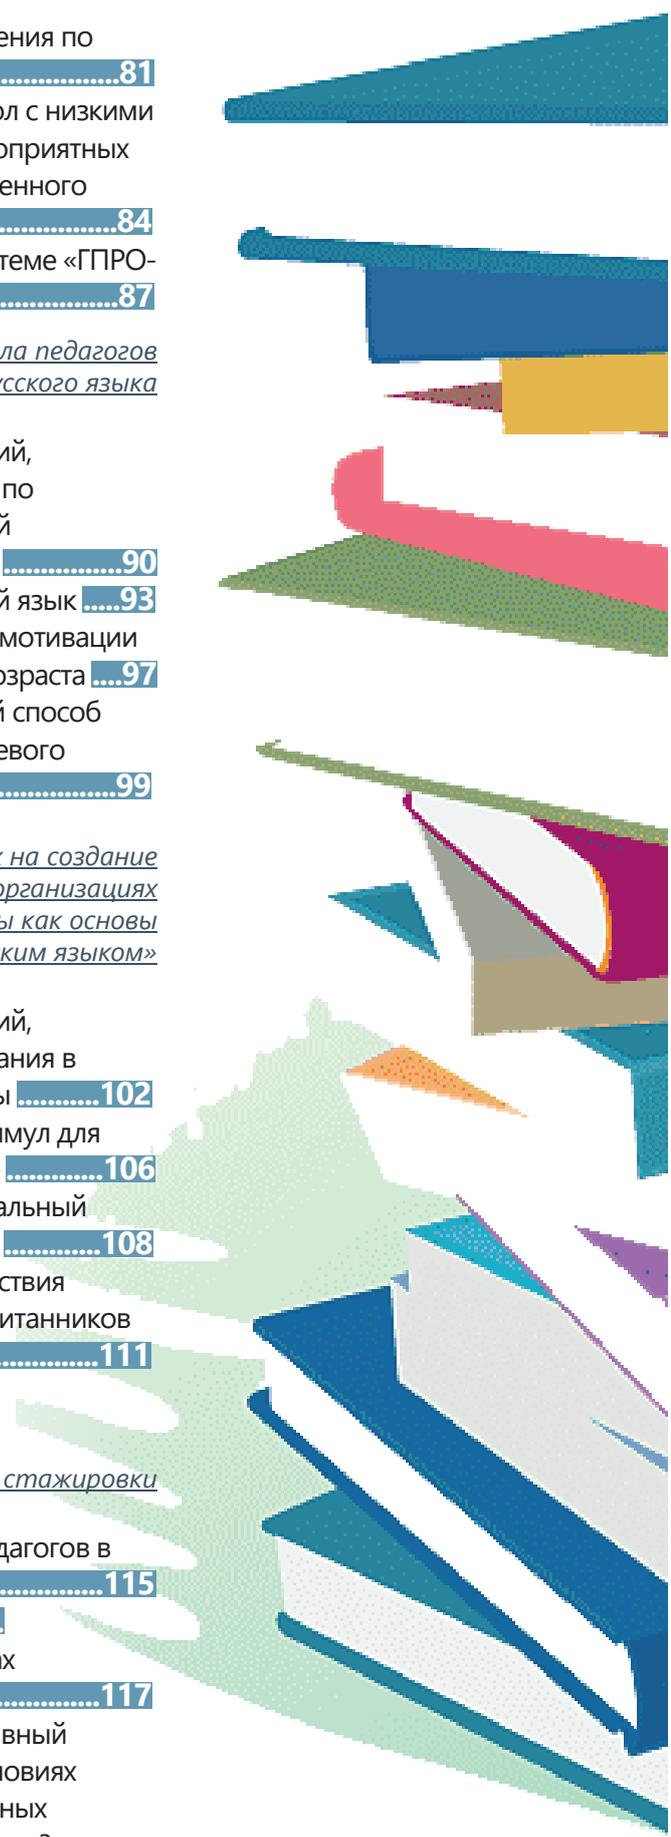 ения по
..................81
ол с низкими
оприятных
енного
..................84
теме «ГПРО-
..................87
ла педагогов
усского языка
ий,
по
й
................90
й язык .....93
мотивации
озраста ....97
й способ
евого
..................99
х на создание
организациях
ы как основы
ким языком»
ий,
ания в
ы ...........102
имул для
.............106
альный
.............108
ствия
итанников
..............111
стажировки
дагогов в
...............115
ах
...............117
вный
ловиях
ных